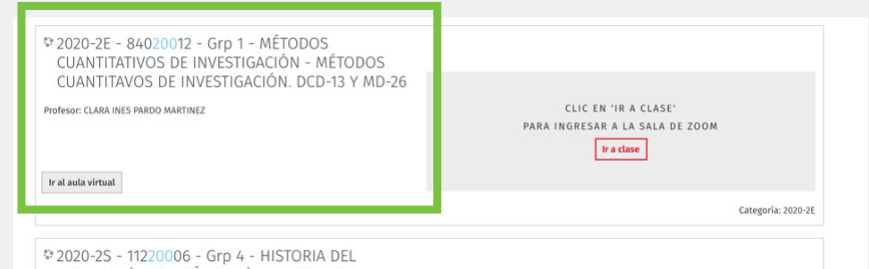 2020-2E - 84020012 - Grp 1 - MÉTODOS
CUANTITATIVOS DE INVESTIGACIÓN - MÉTODOS
CUANTITAVOS DE INVESTIGACIÓN. DCD-13 Y MD-26
Profesor: CLARA INES PARDO MARTINEZ
Ir al aula virtual
CLIC EN 'IR A CLASE'
PARA INGRESAR A LA SALA DE ZOOM
Ir a clase
Categoría: 2020-2E
2020-2S - 11220006 - Grp 4 - HISTORIA DEL